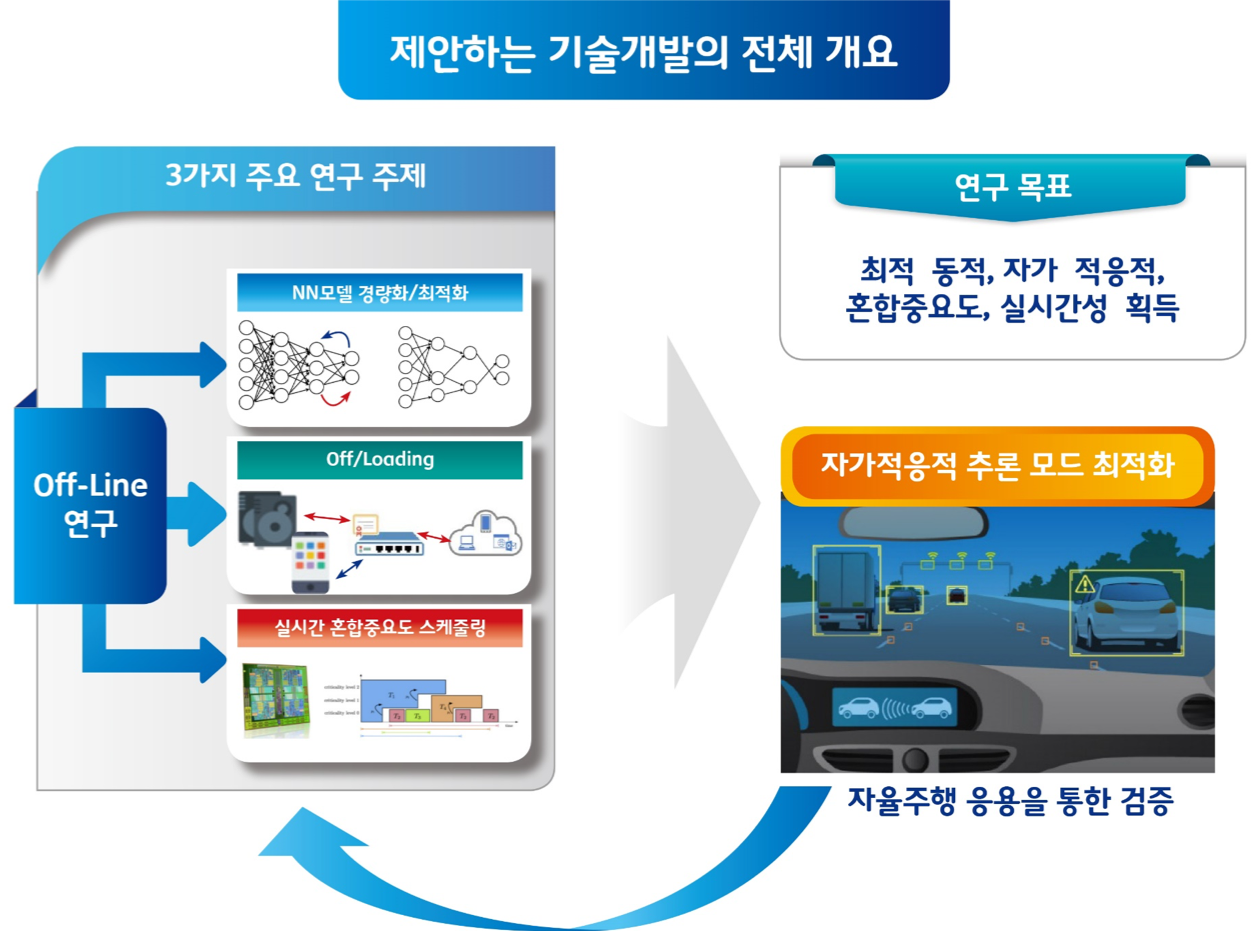 제안하는 기술개발의 전체 개요
3가지 주요 연구 주제
NN모델 경량화/최적화
Off-Line
연구
Off/Loading
실시간 혼합중요도 스케줄링
criticality level 2
criticality level 1
criticality level 0
연구 목표
최적 동적, 자가 적응적,
혼합중요도, 실시간성 획득
자가적응적 추론 모드 최적화
자율주행 응용을 통한 검증